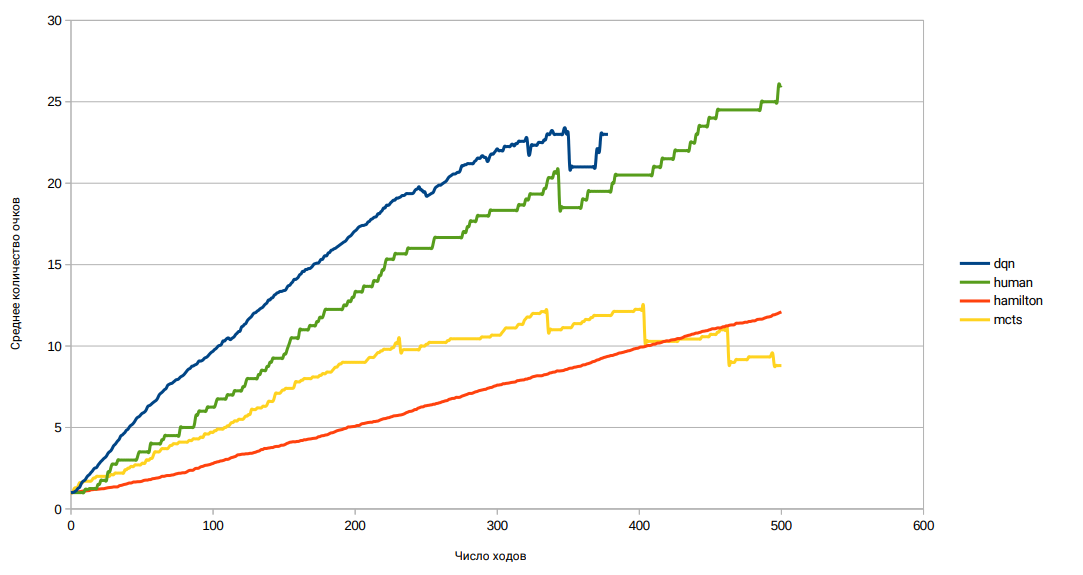 30
25
20
15
10
5
0
0 100 200 300 400 500 600
Среднее количество очков
Число ходов
dqn
human
hamilton
mcts